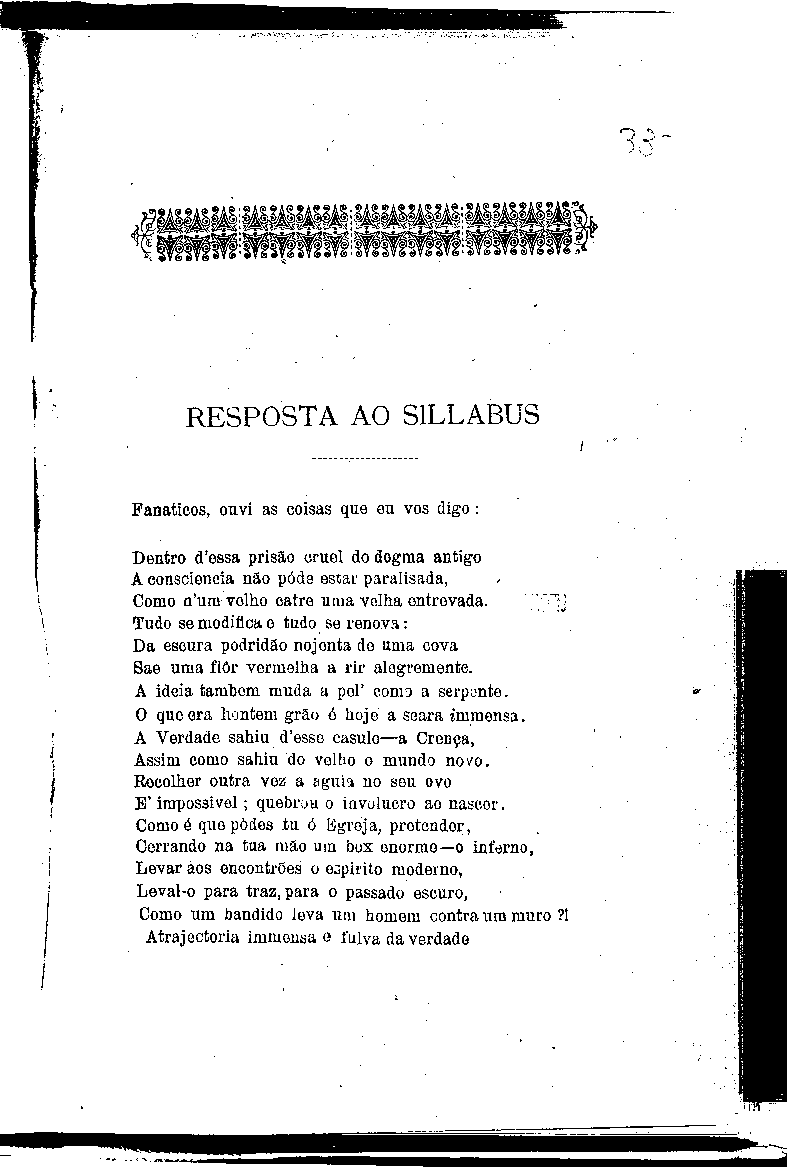 33-
RESPOSTA AO SILLABUS
Fanaticos, ouvi as coisas que eu vos digo:
Dentro d'essa prisão cruel do dogma antigo
A consciencia não póde estar paralisada,
Como n'um velho catre uma velha entrevada.
Tudo se modifica e tudo se renova:
Da escura podridão nojenta de uma cova
Sae uma flôr vermelha a rir alegremente.
A ideia tambem muda a pel' como a serpente.
O que era hontem grão é hoje a seara immensa.
A Verdade sahiu d'esse casulo—a Crença,
Assim como sahiu do velho o mundo novo.
Recolher outra vez a aguia no seu ovo
E' impossivel; quebrou o involucro ao nascer.
Como é que pódes tu ó Egreja, pretender,
Cerrando na tua mão um box enorme—o inferno,
Levar aos encontrões o espirito moderno,
Leval-o para traz, para o passado escuro,
Como um bandido leva um homem contra um muro?!
A trajectoria immensa e fulva da verdade